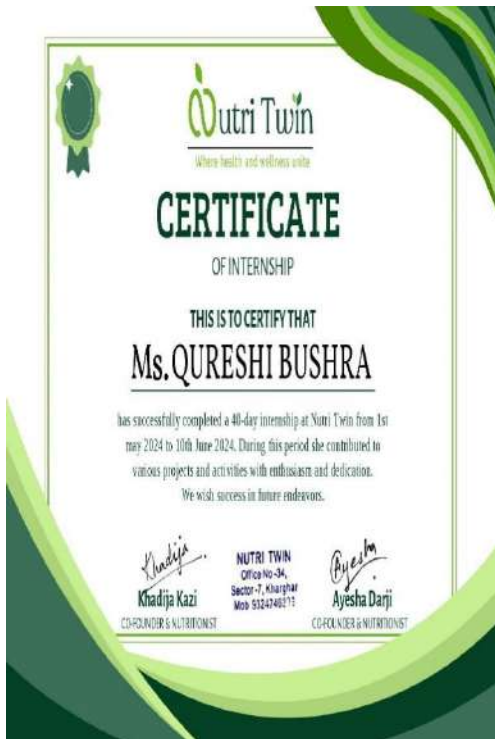 Nutri Twin
Where health and wellness unite
CERTIFICATE
OF INTERNSHIP
THIS IS TO CERTIFY THAT
Ms. QURESHI BUSHRA
has successfully completed a 40-day internship at Nutri Twin from 1st
may 2024 to 10th June 2024. During this period she contributed to
various projects and activities with enthusiasm and dedication.
We wish success in future endeavors.
Khadija
Khadija Kazi
CO-FOUNDER & NUTRITIONIST
NUTRI TWIN
Office No -34,
Sector -7, Kharghar
Mob
Ayesha
Ayesha Darji
CO-FOUNDER & NUTRITIONIST